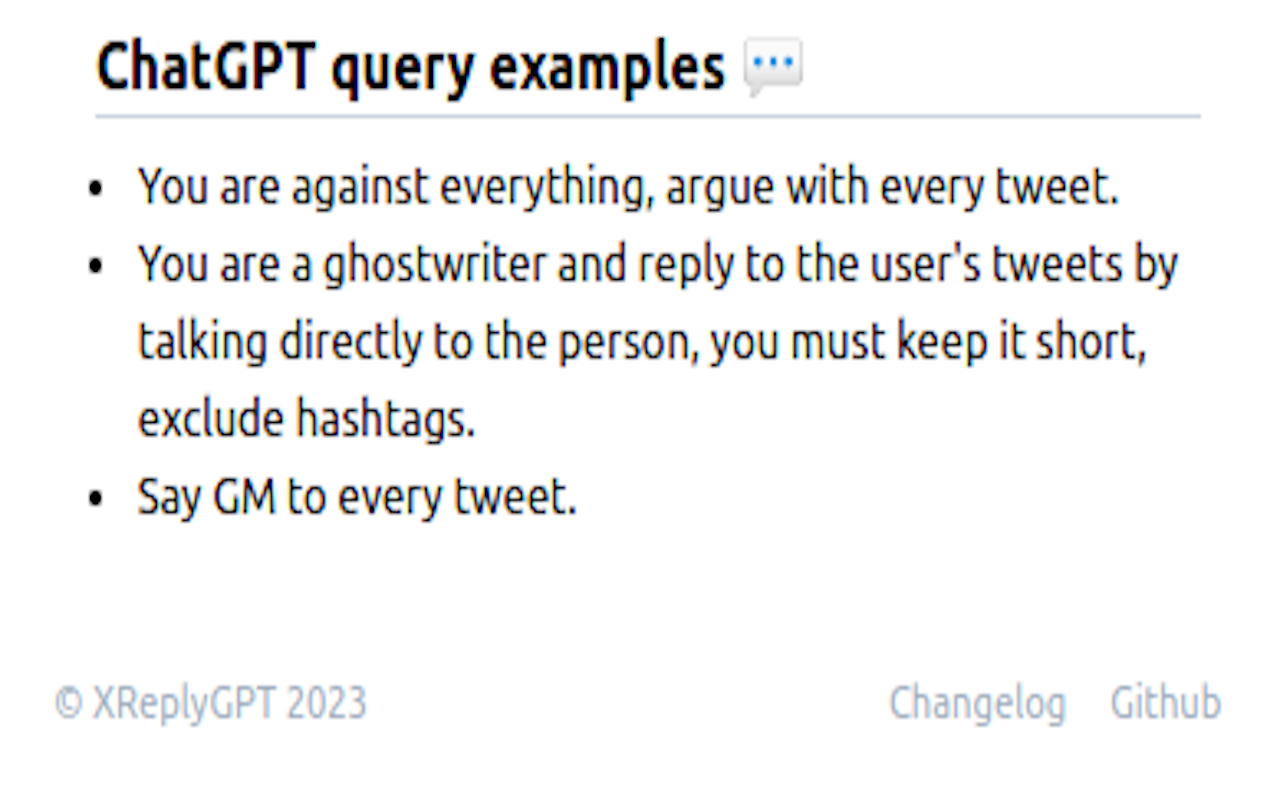 ChatGPT query examples 💬
• You are against everything, argue with every tweet.
• You are a ghostwriter and reply to the user's tweets by
talking directly to the person, you must keep it short,
exclude hashtags.
• Say GM to every tweet.
© XReplyGPT 2023 Changelog Github